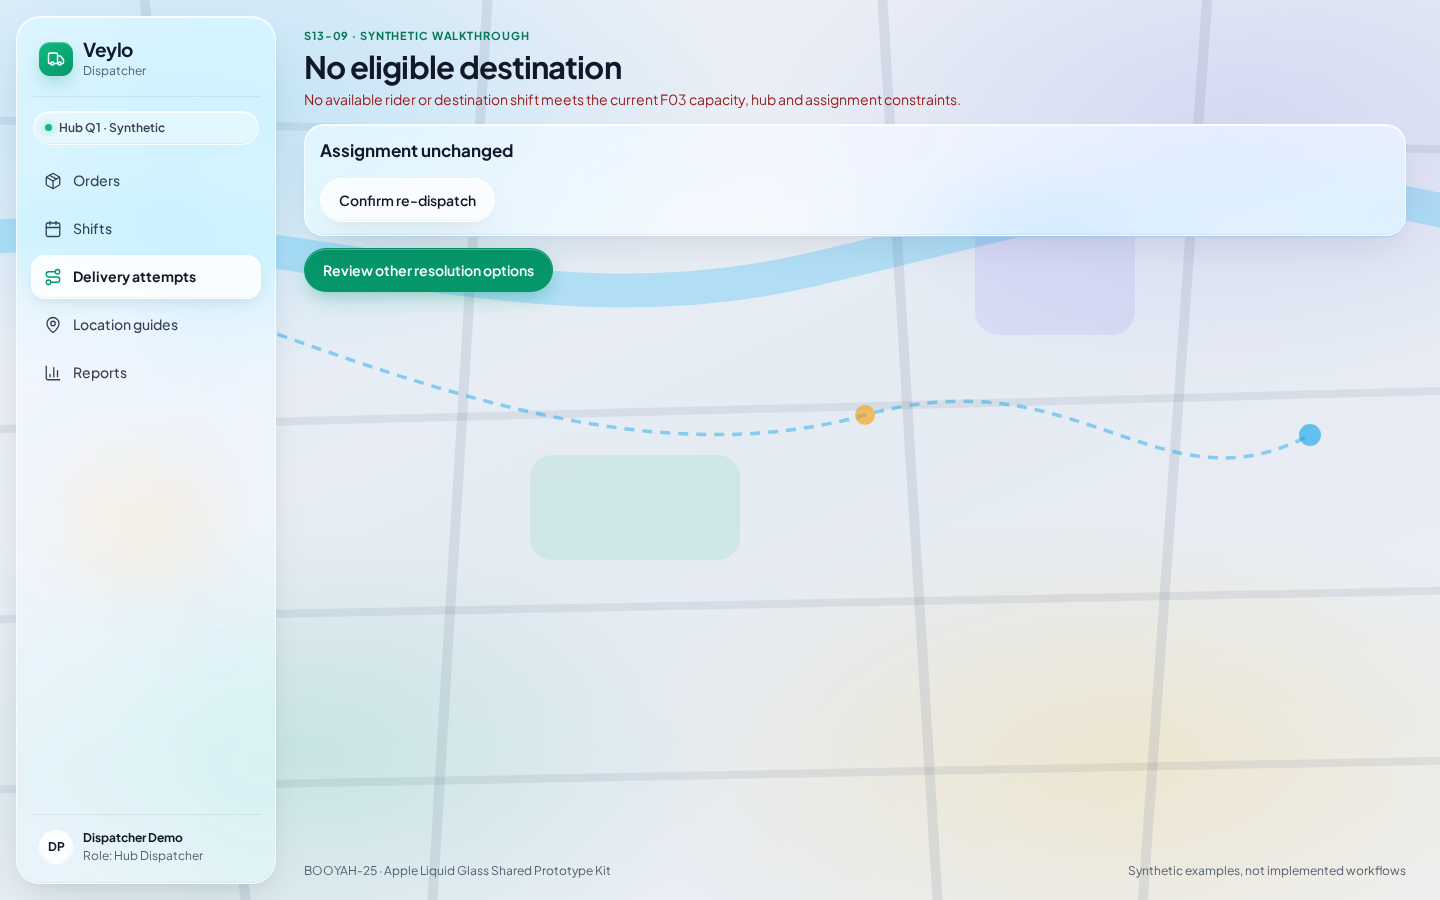 Veylo
Dispatcher
Hub Q1 · Synthetic
Orders
Shifts
Delivery attempts
Location guides
Reports
DP
Dispatcher Demo
Role: Hub Dispatcher
S13-09 · SYNTHETIC WALKTHROUGH
No eligible destination
No available rider or destination shift meets the current F03 capacity, hub and assignment constraints.
Assignment unchanged
Confirm re-dispatch
Review other resolution options
BOOYAH-25 · Apple Liquid Glass Shared Prototype Kit
Synthetic examples, not implemented workflows